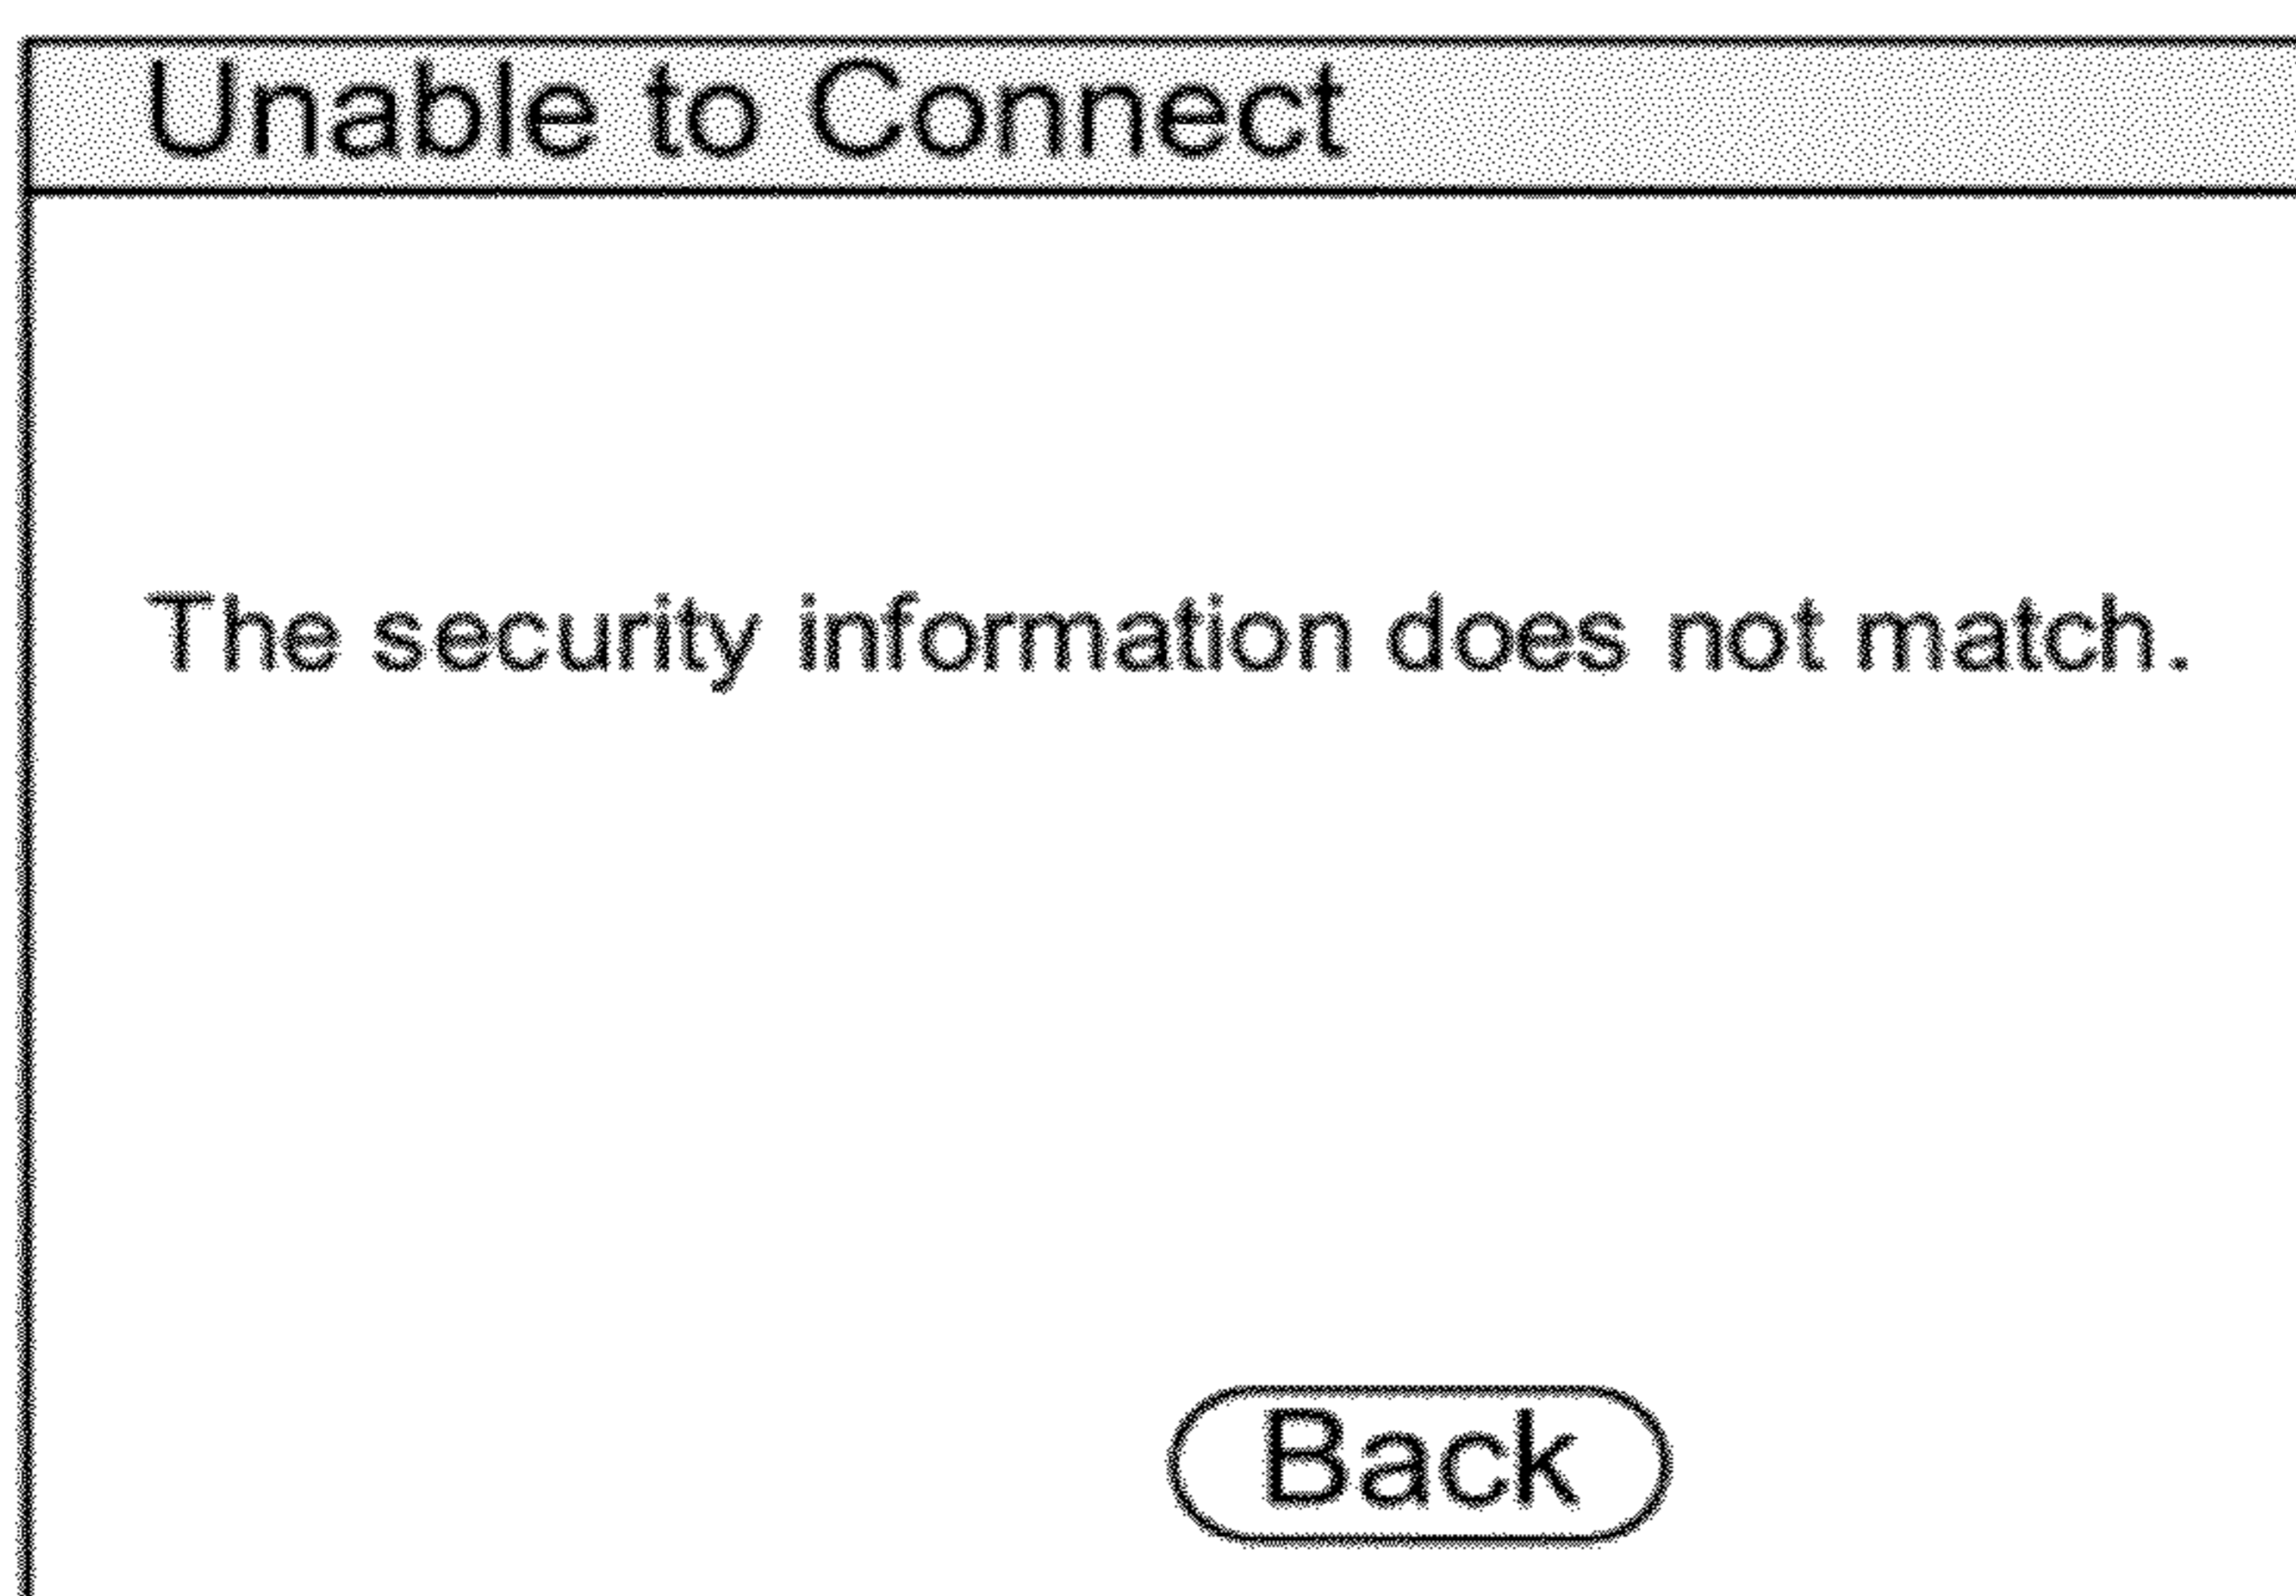 Unable to Connect
The security information does not match.
Back